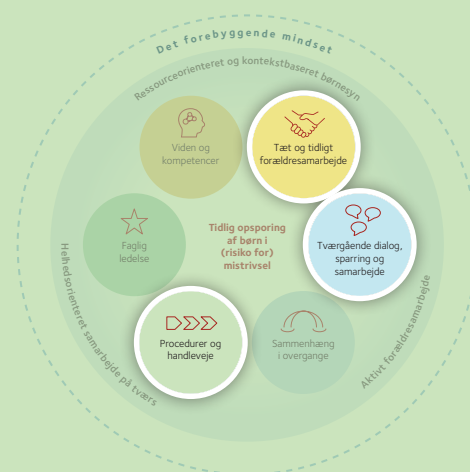 Det forebyggende mindset
Ressourceorienteret og kontekstbaseret børnesyn
Viden og
kompetencer
Tæt og tidligt
forældresamarbejde
Faglig
ledelse
Tidlig opsporing
af børn i
(risiko for)
mistrivsel
Tværgående dialog,
sparring og
samarbejde
Procedurer og
handleveje
Sammenhæng
i overgange
Helhedsorienteret samarbejde på tværs
Aktivt forældresamarbejde